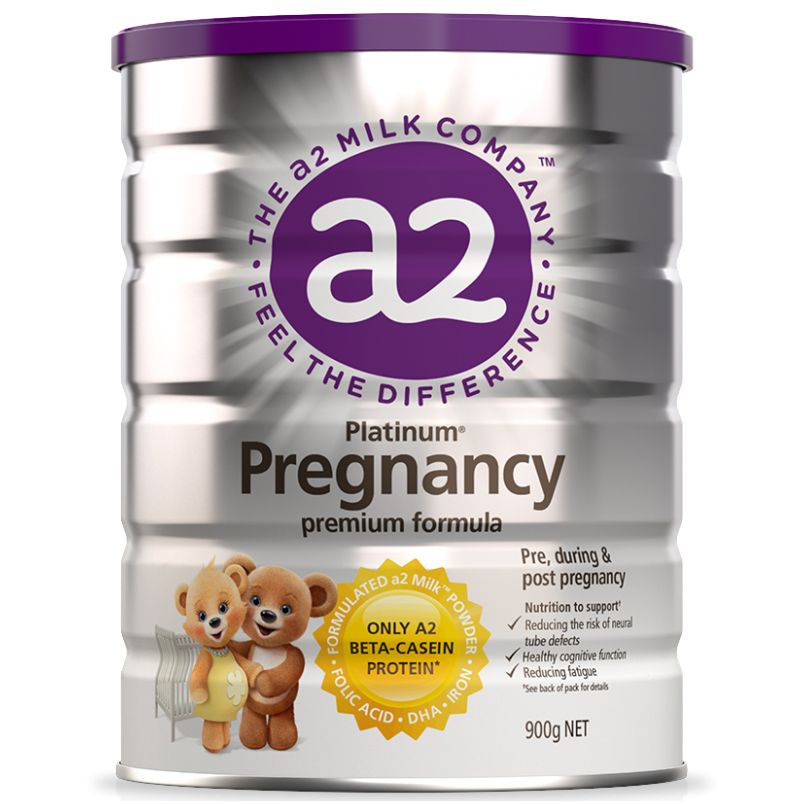 THE a2 MILK COMPANY™
• FEEL THE DIFFERENCE •
a2
Platinum®
Pregnancy
premium formula
Pre, during &
post pregnancy
Nutrition to support†
✓ Reducing the risk of neural
tube defects
✓ Healthy cognitive function
✓ Reducing fatigue
*See back of pack for details
FORMULATED a2 Milk™ POWDER
ONLY A2
BETA-CASEIN
PROTEIN*
• FOLIC ACID • DHA • IRON •
900g NET